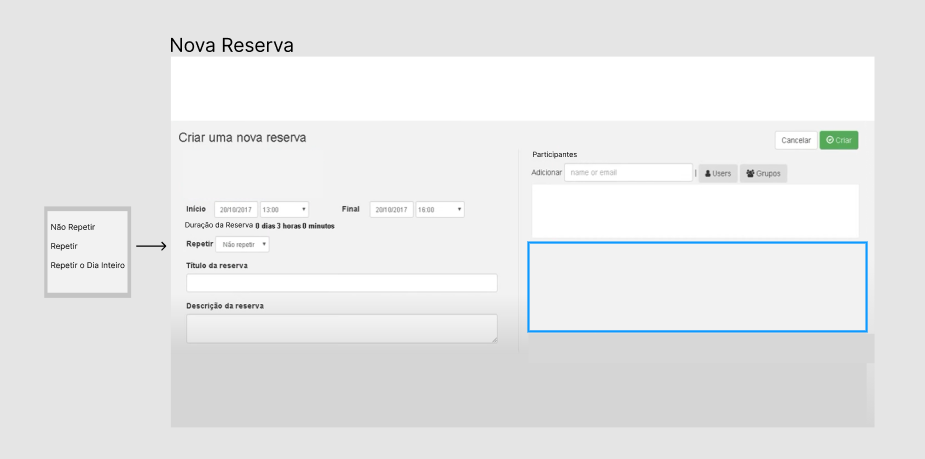 Nova Reserva
Criar uma nova reserva
Cancelar
Criar
Participantes
Adicionar name or email | Users Grupos
Início 20/10/2017 13:00 Final 20/10/2017 16:00
Duração da Reserva 0 dias 3 horas 0 minutos
Repetir Não repetir
Título da reserva
Descrição da reserva
Não Repetir
Repetir
Repetir o Dia Inteiro